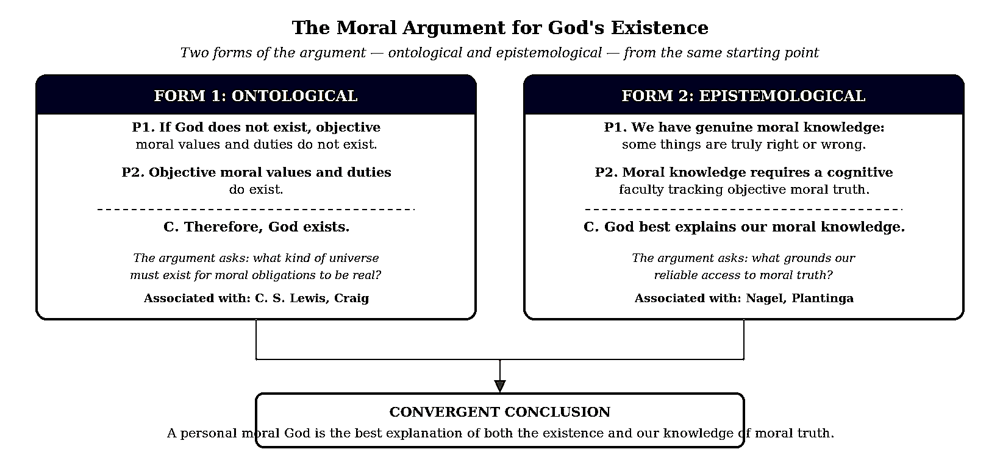 The Moral Argument for God's Existence
Two forms of the argument — ontological and epistemological — from the same starting point
FORM 1: ONTOLOGICAL
P1. If God does not exist, objective
moral values and duties do not exist.
P2. Objective moral values and duties
do exist.
C. Therefore, God exists.
The argument asks: what kind of universe
must exist for moral obligations to be real?
Associated with: C. S. Lewis, Craig
FORM 2: EPISTEMOLOGICAL
P1. We have genuine moral knowledge:
some things are truly right or wrong.
P2. Moral knowledge requires a cognitive
faculty tracking objective moral truth.
C. God best explains our moral knowledge.
The argument asks: what grounds our
reliable access to moral truth?
Associated with: Nagel, Plantinga
CONVERGENT CONCLUSION
A personal moral God is the best explanation of both the existence and our knowledge of moral truth.